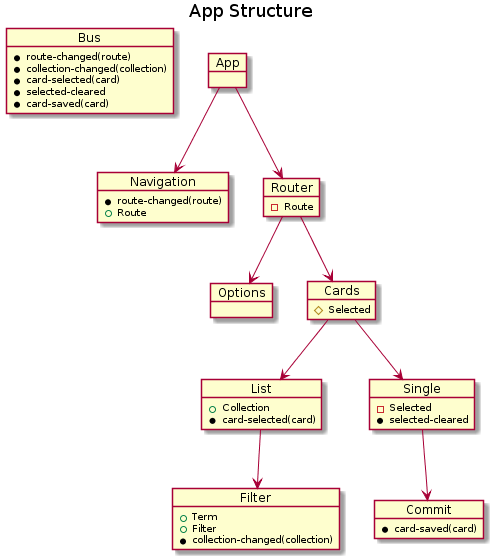 App Structure
Bus
route-changed(route)
collection-changed(collection)
card-selected(card)
selected-cleared
card-saved(card)
App
Navigation
route-changed(route)
Route
Router
Route
Options
Cards
Selected
List
Collection
card-selected(card)
Single
Selected
selected-cleared
Filter
Term
Filter
collection-changed(collection)
Commit
card-saved(card)